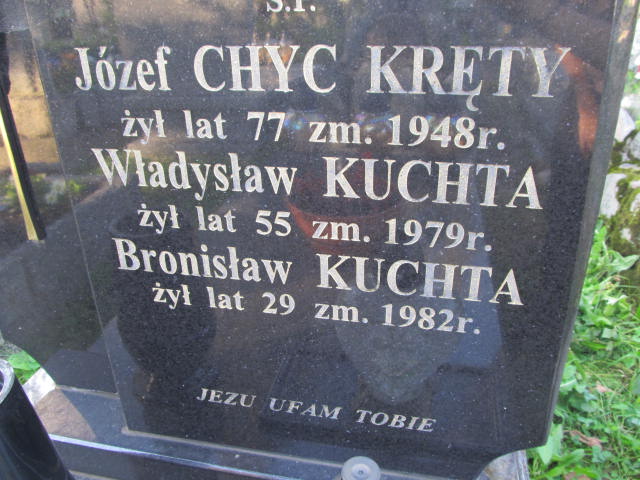 Ś.P.
Józef CHYC KRĘTY
żył lat 77 zm. 1948r.
Władysław KUCHTA
żył lat 55 zm. 1979r.
Bronisław KUCHTA
żył lat 29 zm. 1982r.
JEZU UFAM TOBIE